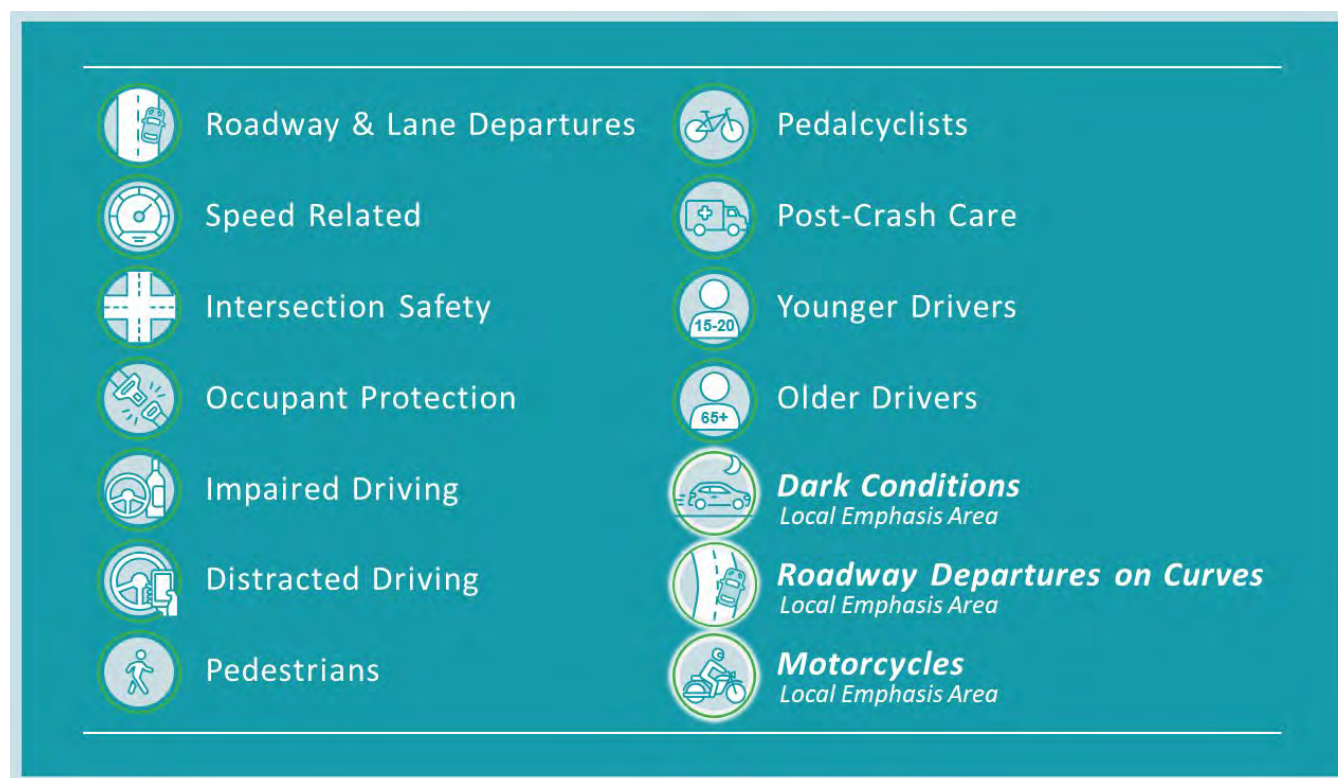 Roadway & Lane Departures
Speed Related
Intersection Safety
Occupant Protection
Impaired Driving
Distracted Driving
Pedestrians
Pedalcyclists
Post-Crash Care
15-20
Younger Drivers
65+
Older Drivers
Dark Conditions
Local Emphasis Area
Roadway Departures on Curves
Local Emphasis Area
Motorcycles
Local Emphasis Area